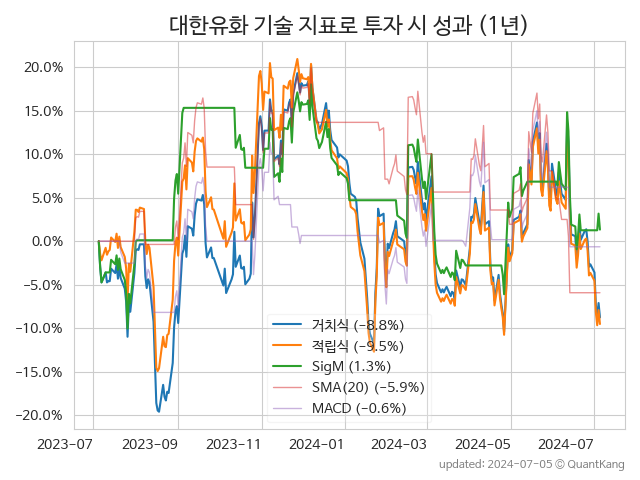 대한유화 기술 지표로 투자 시 성과 (1년)
20.0%
15.0%
10.0%
5.0%
0.0%
−5.0%
−10.0%
−15.0%
−20.0%
거치식 (−8.8%)
적립식 (−9.5%)
SigM (1.3%)
SMA(20) (−5.9%)
MACD (−0.6%)
2023-07 2023-09 2023-11 2024-01 2024-03 2024-05 2024-07
updated: 2024-07-05 © QuantKang